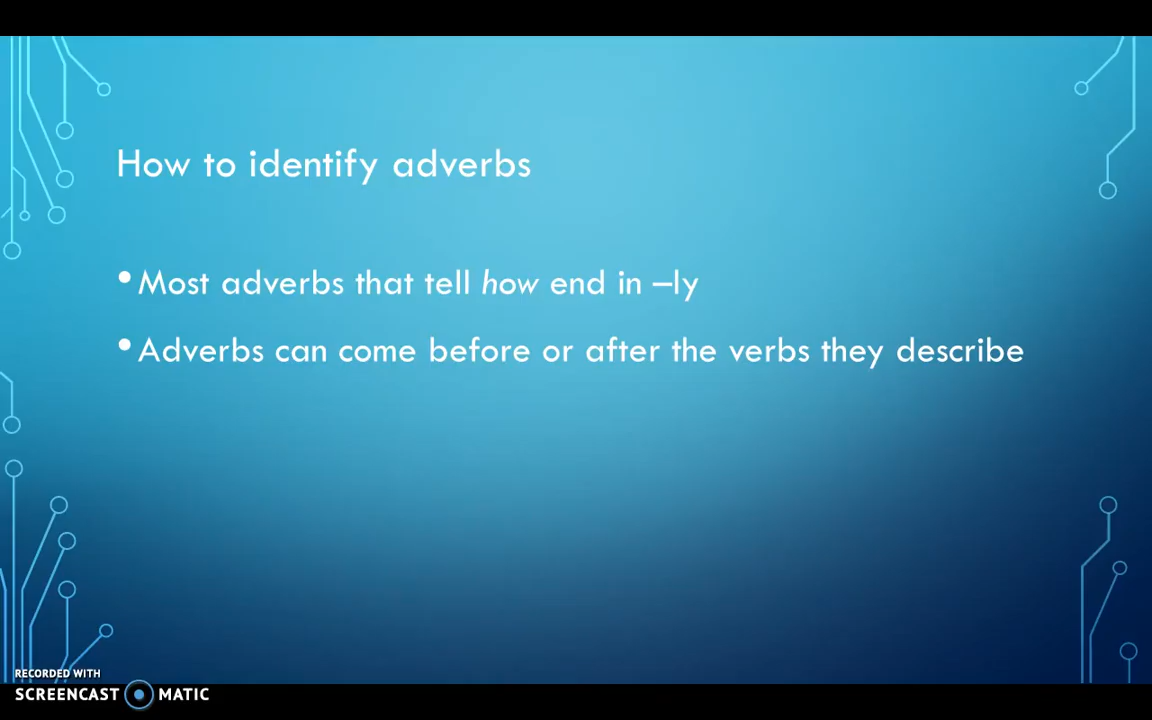 How to identify adverbs
•Most adverbs that tell how end in –ly
•Adverbs can come before or after the verbs they describe
RECORDED WITH
SCREENCAST MATIC